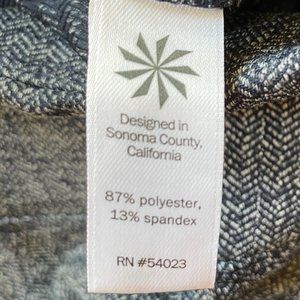 Designed in
Sonoma County,
California
87% polyester,
13% spandex
RN #54023